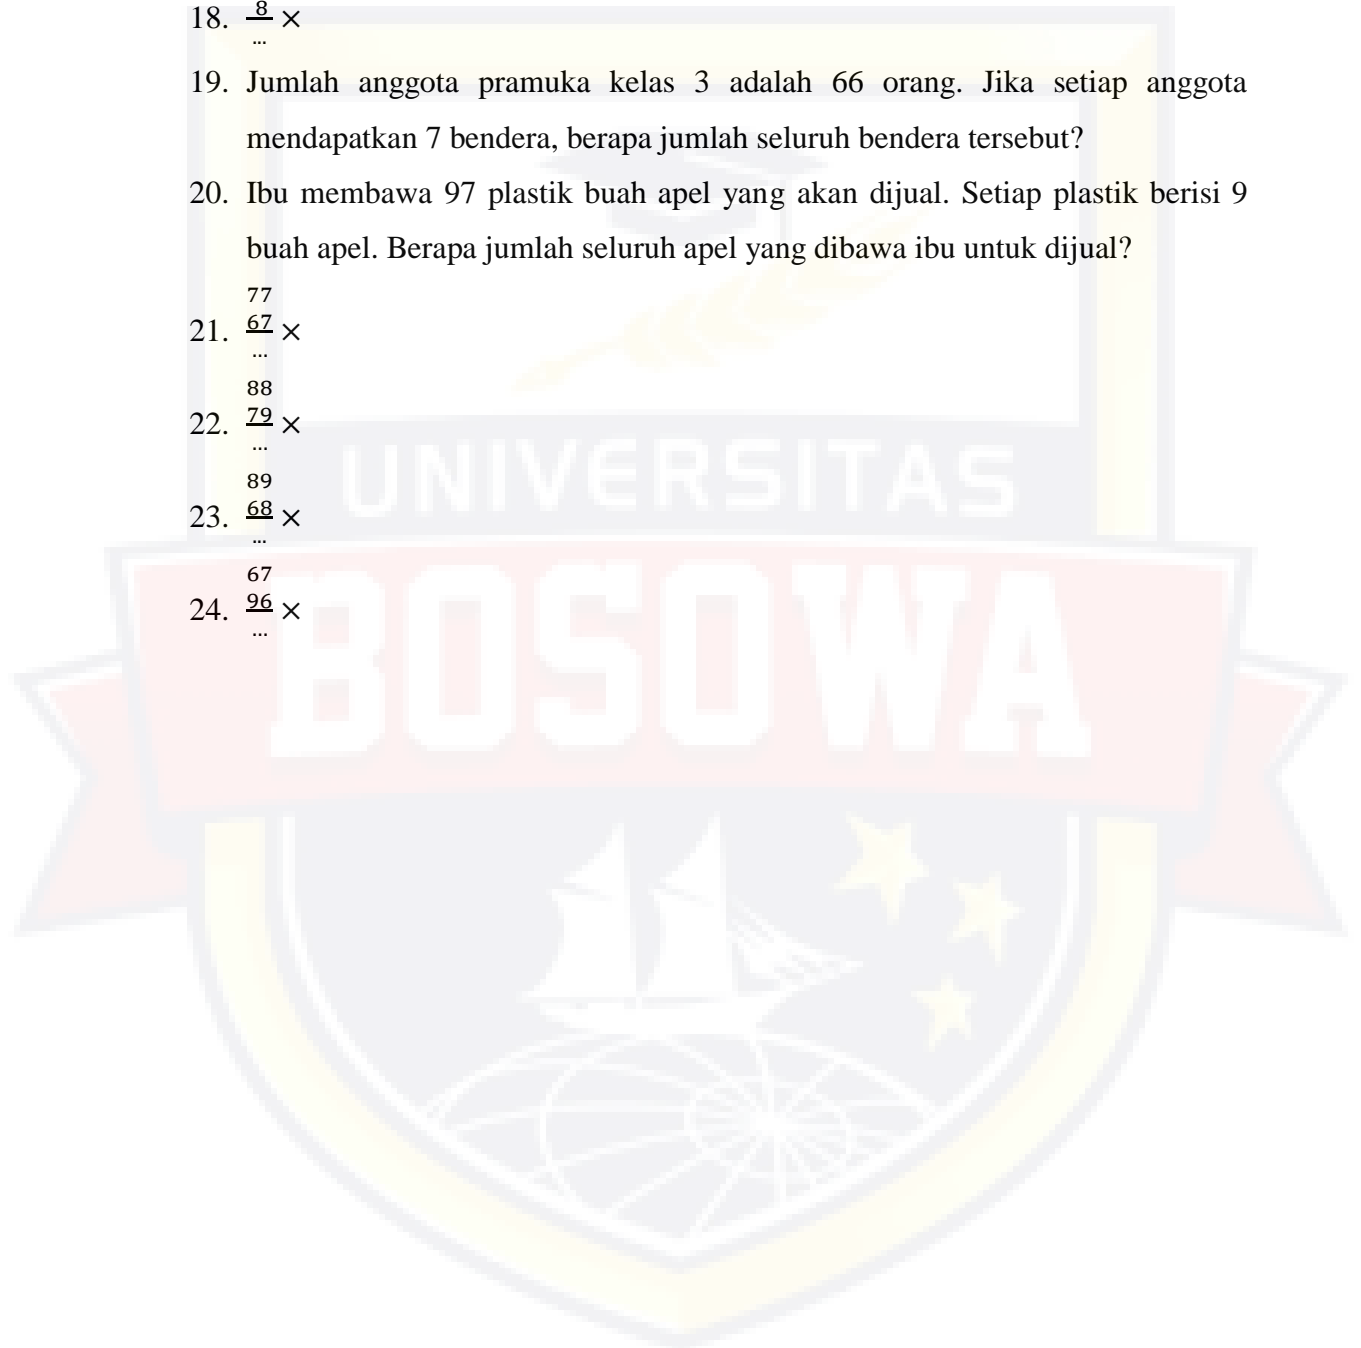 18. 8 ×
...
19. Jumlah anggota pramuka kelas 3 adalah 66 orang. Jika setiap anggota
mendapatkan 7 bendera, berapa jumlah seluruh bendera tersebut?
20. Ibu membawa 97 plastik buah apel yang akan dijual. Setiap plastik berisi 9
buah apel. Berapa jumlah seluruh apel yang dibawa ibu untuk dijual?
77
21. 67 ×
...
88
22. 79 ×
...
UNIVERSITAS
89
23. 68 ×
...
67
24. 96 ×
...
BOSOWA